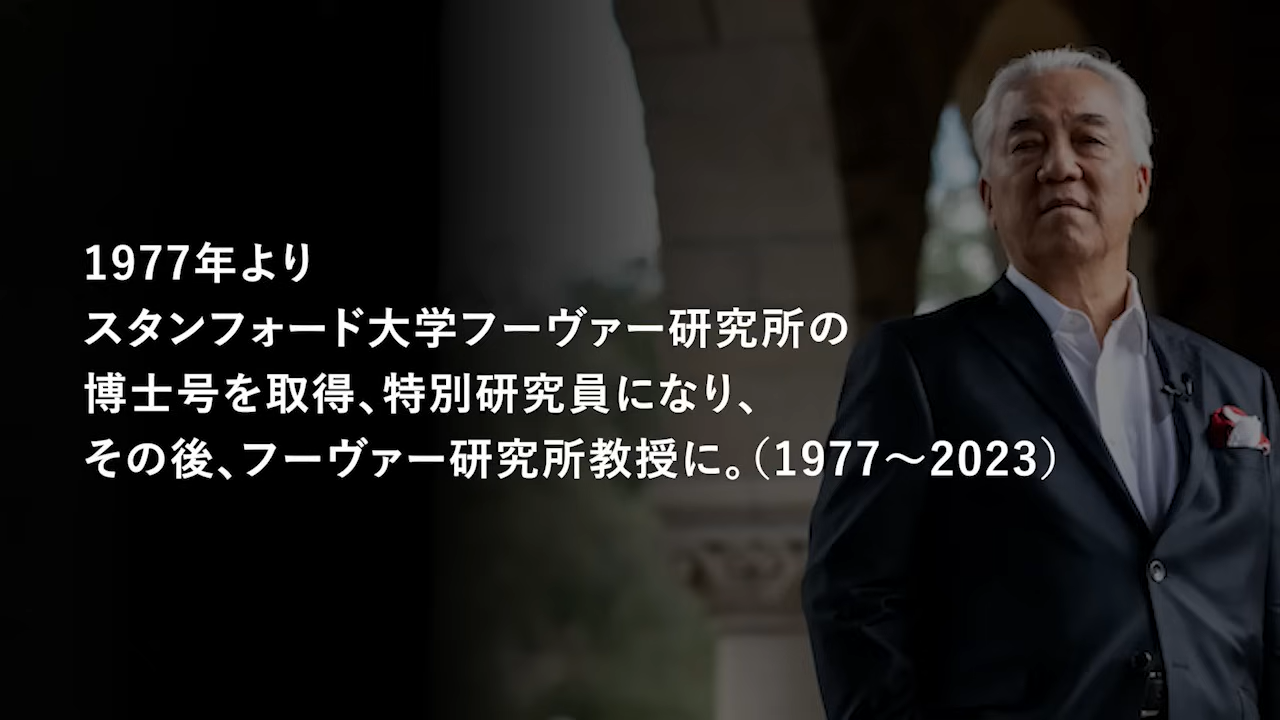 1977年より
スタンフォード大学フーヴァー研究所の
博士号を取得、特別研究員になり、
その後、フーヴァー研究所教授に。（1977〜2023）